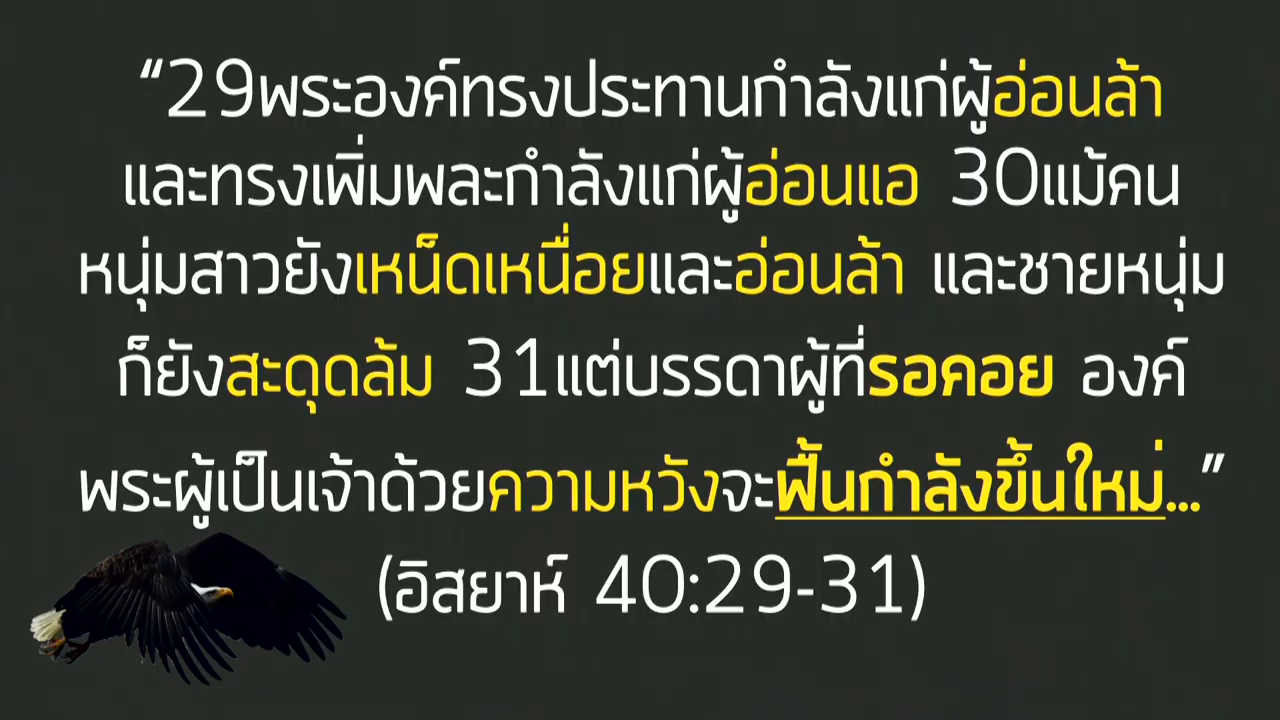 “29พระองค์ทรงประทานกำลังแก่ผู้อ่อนล้า
และทรงเพิ่มพละกำลังแก่ผู้อ่อนแอ 30แม้คน
หนุ่มสาวยังเหน็ดเหนื่อยและอ่อนล้า และชายหนุ่ม
ก็ยังสะดุดล้ม 31แต่บรรดาผู้ที่รอคอย องค์
พระผู้เป็นเจ้าด้วยความหวังจะฟื้นกำลังขึ้นใหม่...”
(อิสยาห์ 40:29-31)